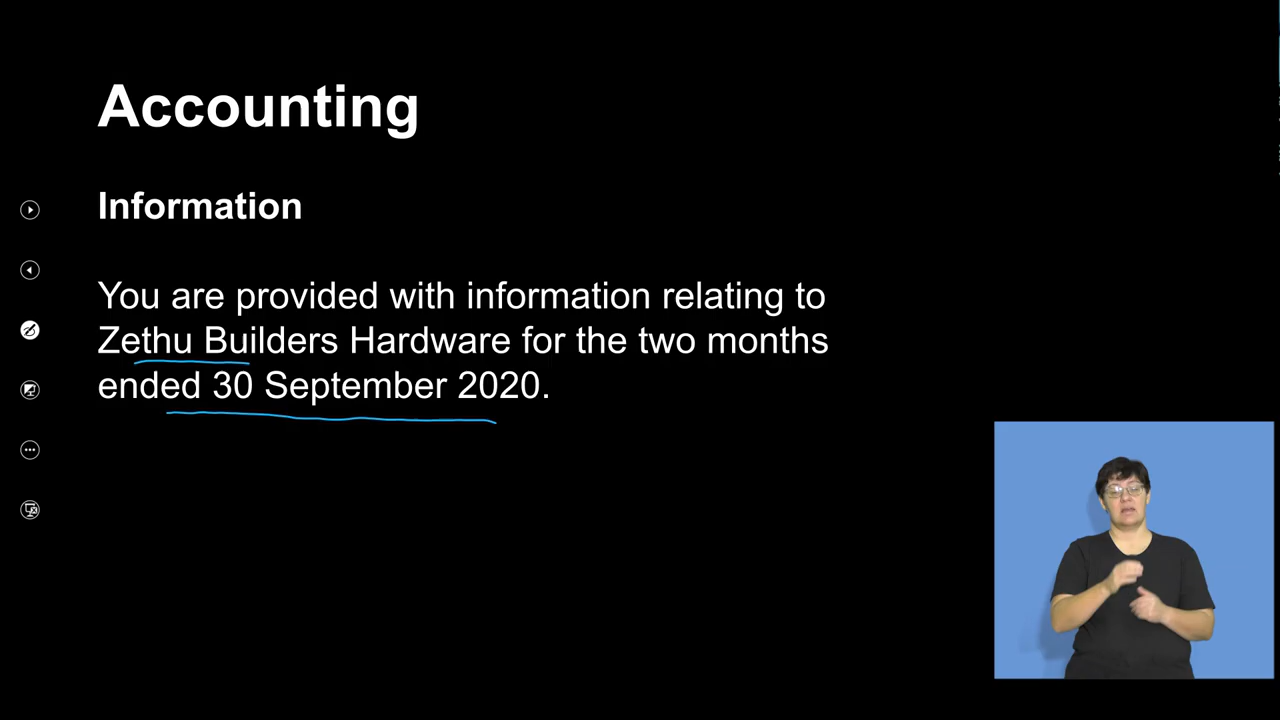 Accounting
Information
You are provided with information relating to
Zethu Builders Hardware for the two months
ended 30 September 2020.